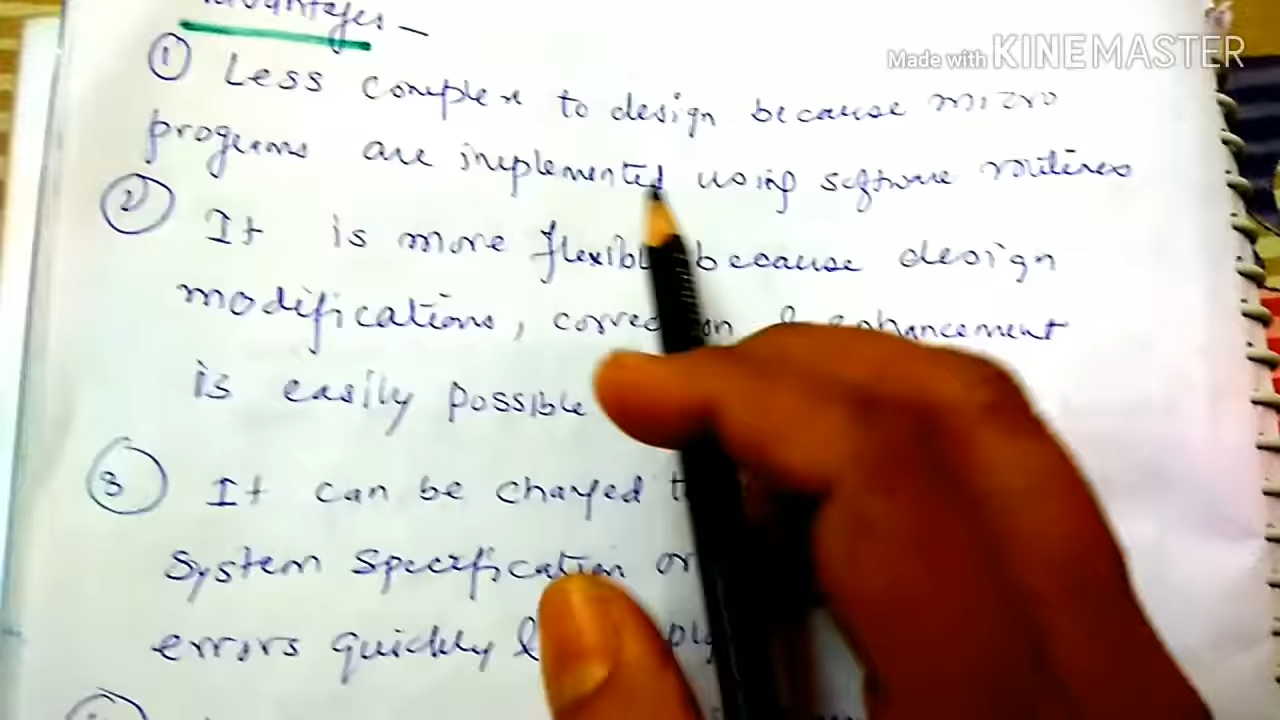 Made with KINEMASTER
① Less complex to design because micro
programs are implemented using software routines
② It is more flexible because design
modifications, & enhancement
is easily possible
③ It can be changed
system specification or
errors quickly &